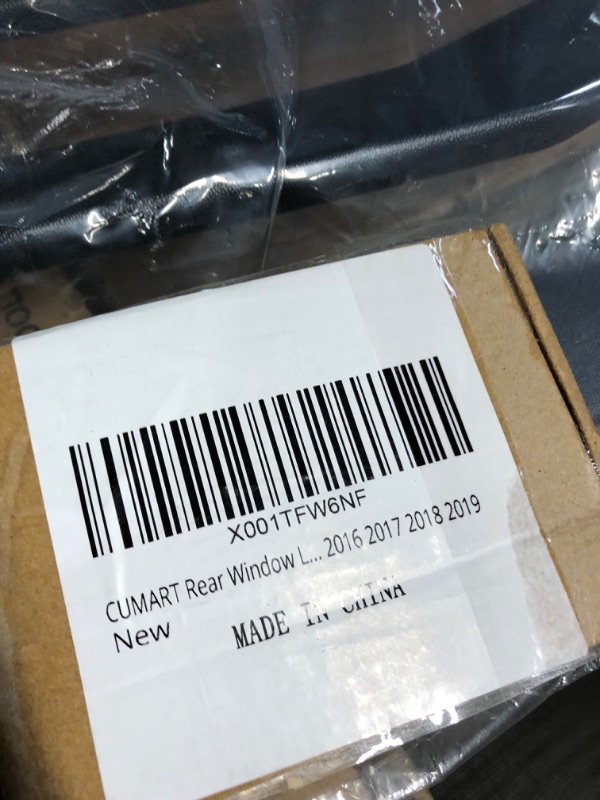 X001TFW6NF
CUMART Rear Window L... 2016 2017 2018 2019
New
MADE IN CHINA